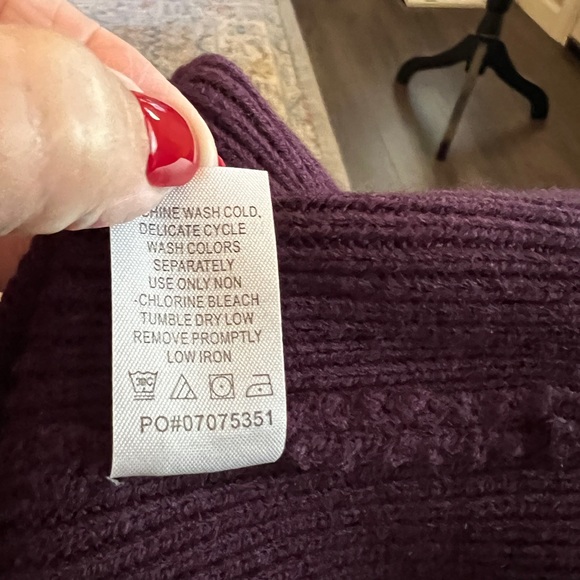 CHINE WASH COLD,
DELICATE CYCLE
WASH COLORS
SEPARATELY
USE ONLY NON
-CHLORINE BLEACH
TUMBLE DRY LOW
REMOVE PROMPTLY
LOW IRON
PO#07075351